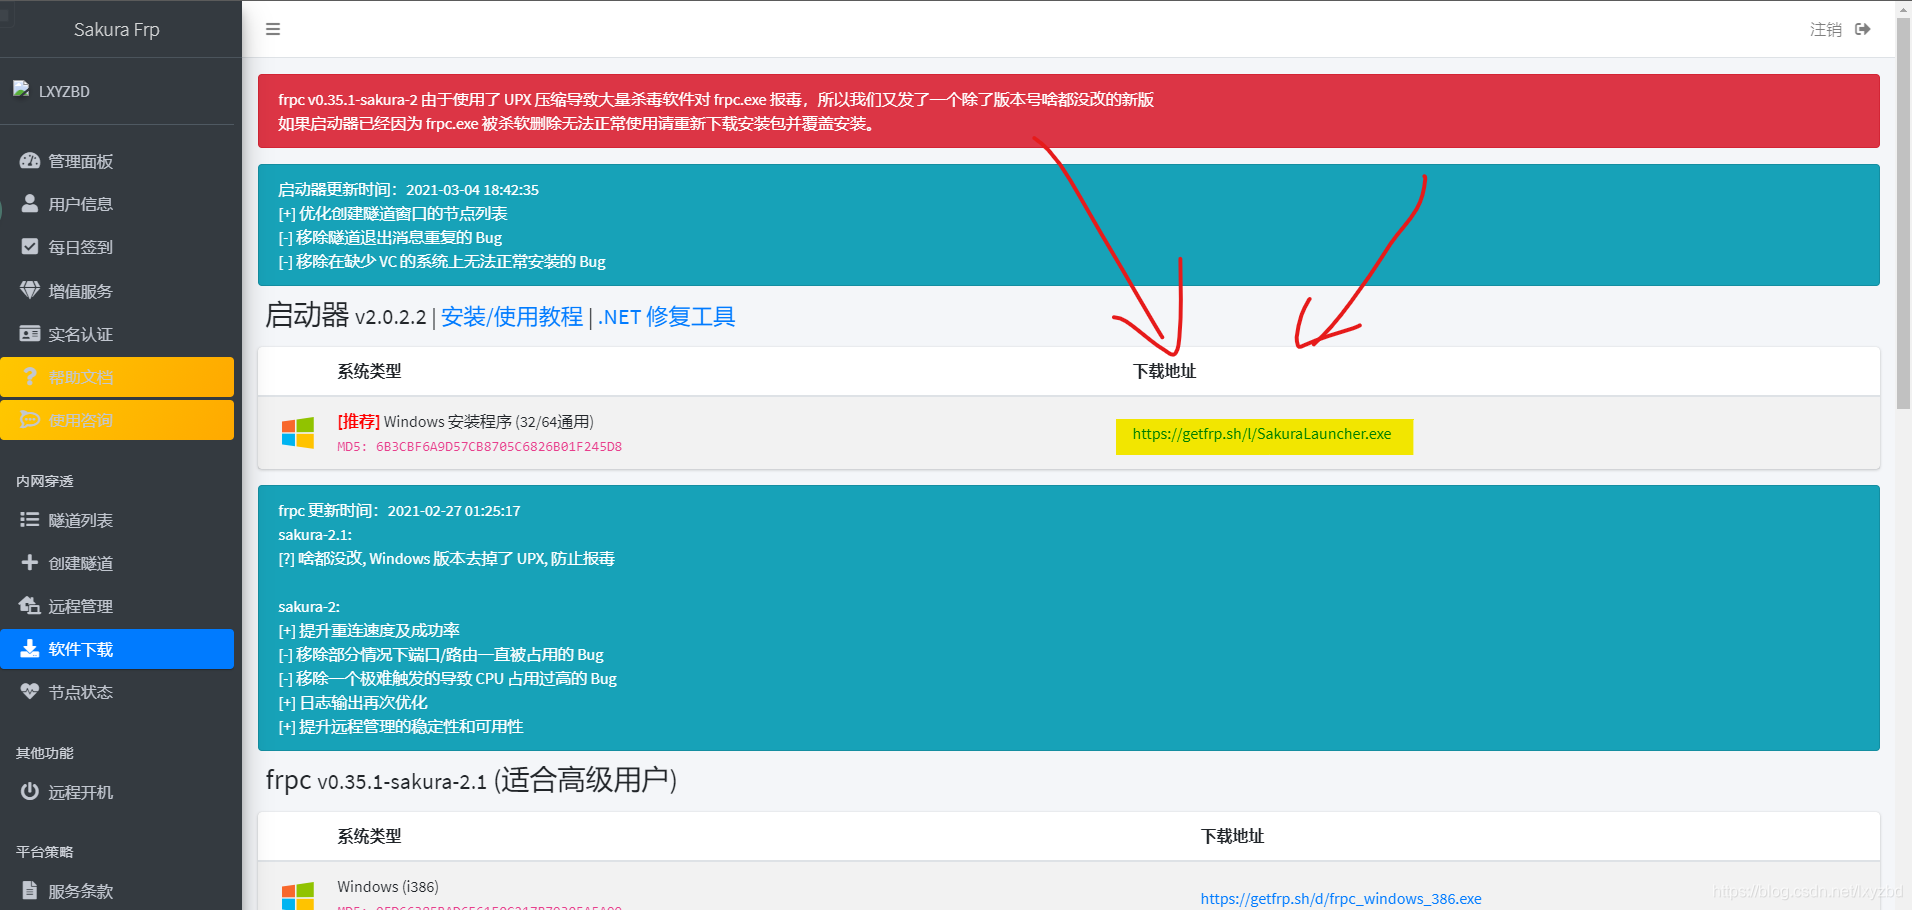 Sakura Frp
注销
LXYZBD
管理面板
用户信息
每日签到
增值服务
实名认证
帮助文档
使用咨询
内网穿透
隧道列表
创建隧道
远程管理
软件下载
节点状态
其他功能
远程开机
平台策略
服务条款
frpc v0.35.1-sakura-2 由于使用了 UPX 压缩导致大量杀毒软件对 frpc.exe 报毒，所以我们又发了一个除了版本号啥都没改的新版
如果启动器已经因为 frpc.exe 被杀软删除无法正常使用请重新下载安装包并覆盖安装。
启动器更新时间：2021-03-04 18:42:35
[+] 优化创建隧道窗口的节点列表
[-] 移除隧道退出消息重复的 Bug
[-] 移除在缺少 VC 的系统上无法正常安装的 Bug
启动器 v2.0.2.2 | 安装/使用教程 | .NET 修复工具
系统类型 下载地址
[推荐] Windows 安装程序 (32/64通用)
MD5: 6B3CBF6A9D57CB8705C6826B01F245D8
https://getfrp.sh/l/SakuraLauncher.exe
frpc 更新时间：2021-02-27 01:25:17
sakura-2.1:
[?] 啥都没改, Windows 版本去掉了 UPX, 防止报毒
sakura-2:
[+] 提升重连速度及成功率
[-] 移除部分情况下端口/路由一直被占用的 Bug
[-] 移除一个极难触发的导致 CPU 占用过高的 Bug
[+] 日志输出再次优化
[+] 提升远程管理的稳定性和可用性
frpc v0.35.1-sakura-2.1 (适合高级用户)
系统类型 下载地址
Windows (i386)
https://getfrp.sh/d/frpc_windows_386.exe
https://blog.csdn.net/lxyzbd